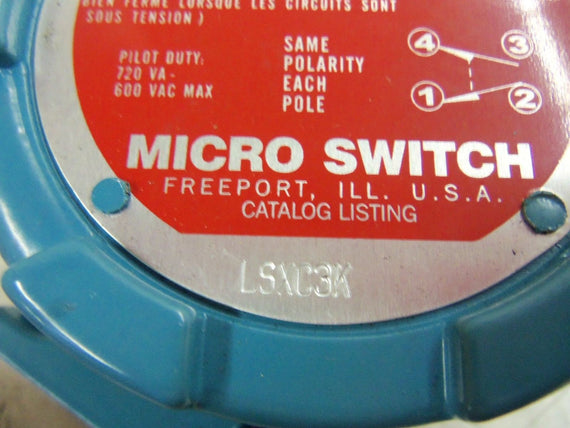 BIEN FERMÉ LORSQUE LES CIRCUITS SONT
SOUS TENSION )
PILOT DUTY:
720 VA -
600 VAC MAX
SAME
POLARITY
EACH
POLE
4 3
1 2
MICRO SWITCH
FREEPORT, ILL. U.S.A.
CATALOG LISTING
LSXC3K